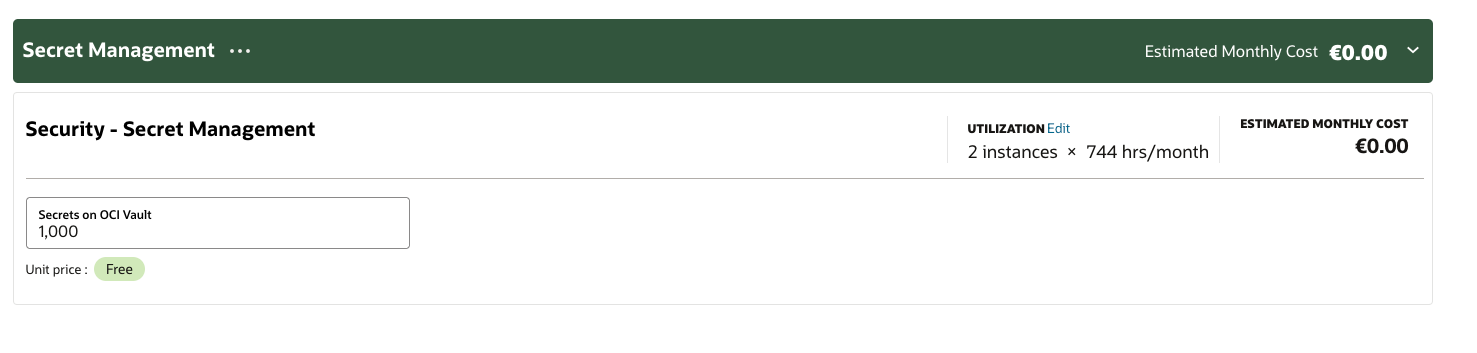 Secret Management ...
Estimated Monthly Cost €0.00
Security - Secret Management
UTILIZATION Edit
2 instances × 744 hrs/month
ESTIMATED MONTHLY COST
€0.00
Secrets on OCI Vault
1,000
Unit price : Free